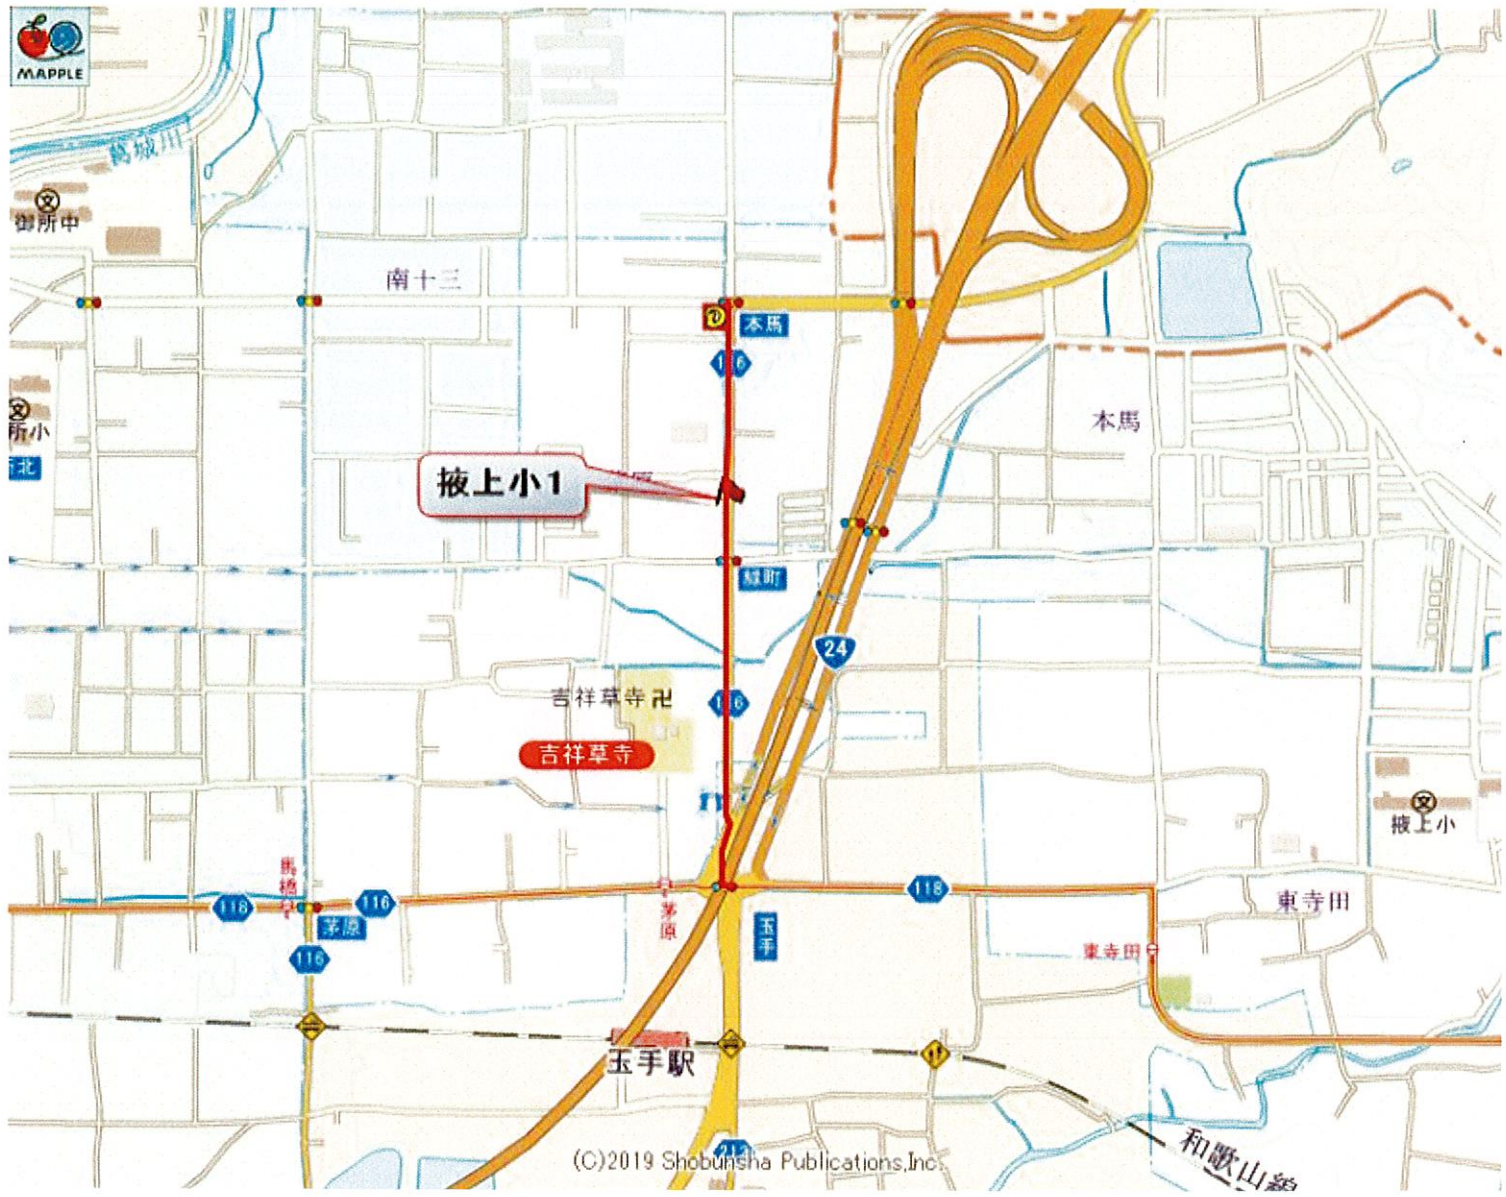 MAPPLE
葛城川
御所中
南十三
本馬
所小
本馬
掖上小1
緑町
24
吉祥草寺
吉祥草寺
掖上小
馬橋
118
116
118
茅原
茅原
玉手
東寺田
東寺田
116
玉手駅
和歌山線
(C)2019 Shobunsha Publications,Inc.